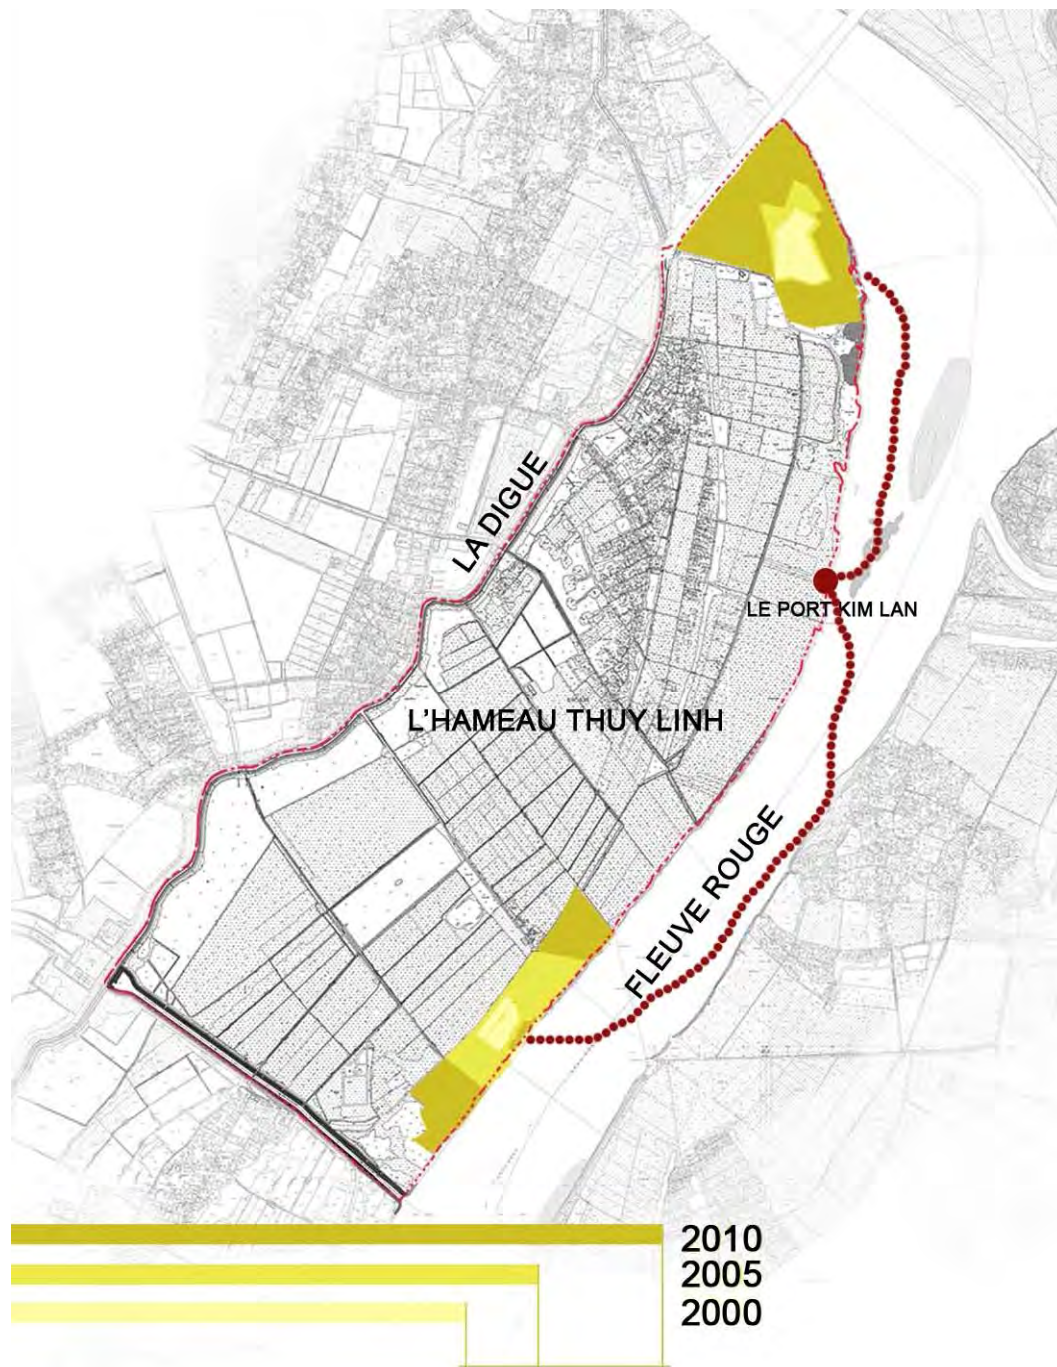 LA DIGUE
LE PORT KIM LAN
L'HAMEAU THUY LINH
FLEUVE ROUGE
2010
2005
2000